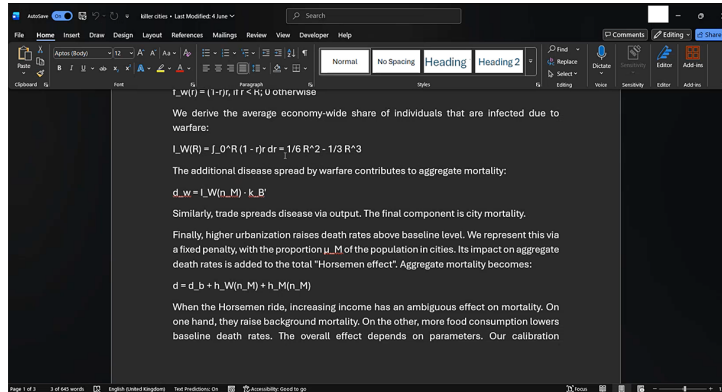 AutoSave On killer cities • Last Modified: 4 June Search
File Home Insert Draw Design Layout References Mailings Review View Developer Help Comments Editing Share
Aptos (Body) 12 Normal No Spacing Heading Heading 2 Find Replace Select Dictate Sensitivity Editor Add-ins
Paste
Clipboard Font Paragraph Styles Editing Voice Sensitivity Editor Add-ins
f_w(r) = (1-r)r, if r < R; 0 otherwise
We derive the average economy-wide share of individuals that are infected due to
warfare:
I_W(R) = ∫_0^R (1 - r)r dr = 1/6 R^2 - 1/3 R^3
The additional disease spread by warfare contributes to aggregate mortality:
d_w = I_W(n_M) · k_B'
Similarly, trade spreads disease via output. The final component is city mortality.
Finally, higher urbanization raises death rates above baseline level. We represent this via
a fixed penalty, with the proportion μ_M of the population in cities. Its impact on aggregate
death rates is added to the total "Horsemen effect". Aggregate mortality becomes:
d = d_b + h_W(n_M) + h_M(n_M)
When the Horsemen ride, increasing income has an ambiguous effect on mortality. On
one hand, they raise background mortality. On the other, more food consumption lowers
baseline death rates. The overall effect depends on parameters. Our calibration
Page 1 of 3 3 of 645 words English (United Kingdom) Text Predictions: On Accessibility: Good to go Focus